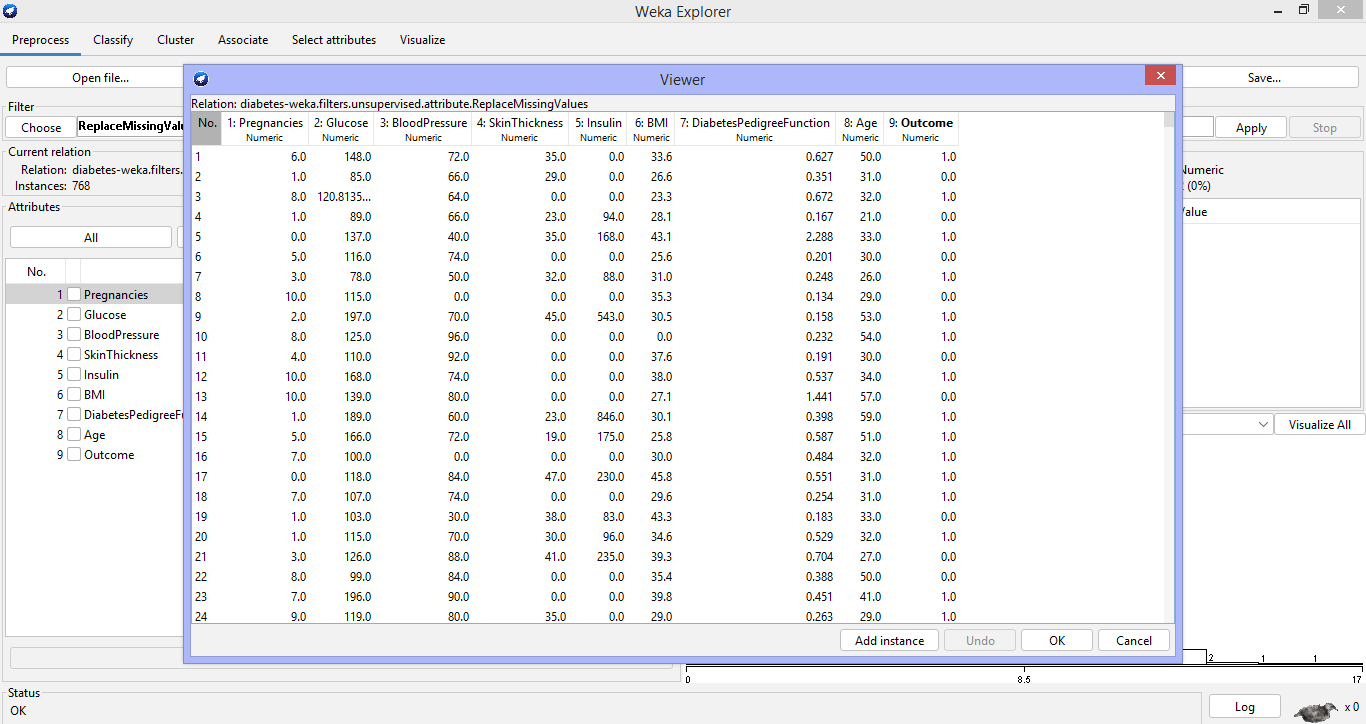 Weka Explorer
Preprocess Classify Cluster Associate Select attributes Visualize
Open file... Save...
Viewer
Relation: diabetes-weka.filters.unsupervised.attribute.ReplaceMissingValues
Filter
Choose ReplaceMissingValu Apply Stop
Current relation
Relation: diabetes-weka.filters.
Instances: 768
Numeric
(0%)
Attributes
All
No.
1 Pregnancies
2 Glucose
3 BloodPressure
4 SkinThickness
5 Insulin
6 BMI
7 DiabetesPedigreeFu
8 Age
9 Outcome
No. 1: Pregnancies 2: Glucose 3: BloodPressure 4: SkinThickness 5: Insulin 6: BMI 7: DiabetesPedigreeFunction 8: Age 9: Outcome
Numeric Numeric Numeric Numeric Numeric Numeric Numeric Numeric Numeric
1 6.0 148.0 72.0 35.0 0.0 33.6 0.627 50.0 1.0
2 1.0 85.0 66.0 29.0 0.0 26.6 0.351 31.0 0.0
3 8.0 120.8135... 64.0 0.0 0.0 23.3 0.672 32.0 1.0
4 1.0 89.0 66.0 23.0 94.0 28.1 0.167 21.0 0.0
5 0.0 137.0 40.0 35.0 168.0 43.1 2.288 33.0 1.0
6 5.0 116.0 74.0 0.0 0.0 25.6 0.201 30.0 0.0
7 3.0 78.0 50.0 32.0 88.0 31.0 0.248 26.0 1.0
8 10.0 115.0 0.0 0.0 0.0 35.3 0.134 29.0 0.0
9 2.0 197.0 70.0 45.0 543.0 30.5 0.158 53.0 1.0
10 8.0 125.0 96.0 0.0 0.0 0.0 0.232 54.0 1.0
11 4.0 110.0 92.0 0.0 0.0 37.6 0.191 30.0 0.0
12 10.0 168.0 74.0 0.0 0.0 38.0 0.537 34.0 1.0
13 10.0 139.0 80.0 0.0 0.0 27.1 1.441 57.0 0.0
14 1.0 189.0 60.0 23.0 846.0 30.1 0.398 59.0 1.0
15 5.0 166.0 72.0 19.0 175.0 25.8 0.587 51.0 1.0
16 7.0 100.0 0.0 0.0 0.0 30.0 0.484 32.0 1.0
17 0.0 118.0 84.0 47.0 230.0 45.8 0.551 31.0 1.0
18 7.0 107.0 74.0 0.0 0.0 29.6 0.254 31.0 1.0
19 1.0 103.0 30.0 38.0 83.0 43.3 0.183 33.0 0.0
20 1.0 115.0 70.0 30.0 96.0 34.6 0.529 32.0 1.0
21 3.0 126.0 88.0 41.0 235.0 39.3 0.704 27.0 0.0
22 8.0 99.0 84.0 0.0 0.0 35.4 0.388 50.0 0.0
23 7.0 196.0 90.0 0.0 0.0 39.8 0.451 41.0 1.0
24 9.0 119.0 80.0 35.0 0.0 29.0 0.263 29.0 1.0
Add instance Undo OK Cancel
Visualize All
2 1 1
0 8.5 17
Status
OK
Log x 0